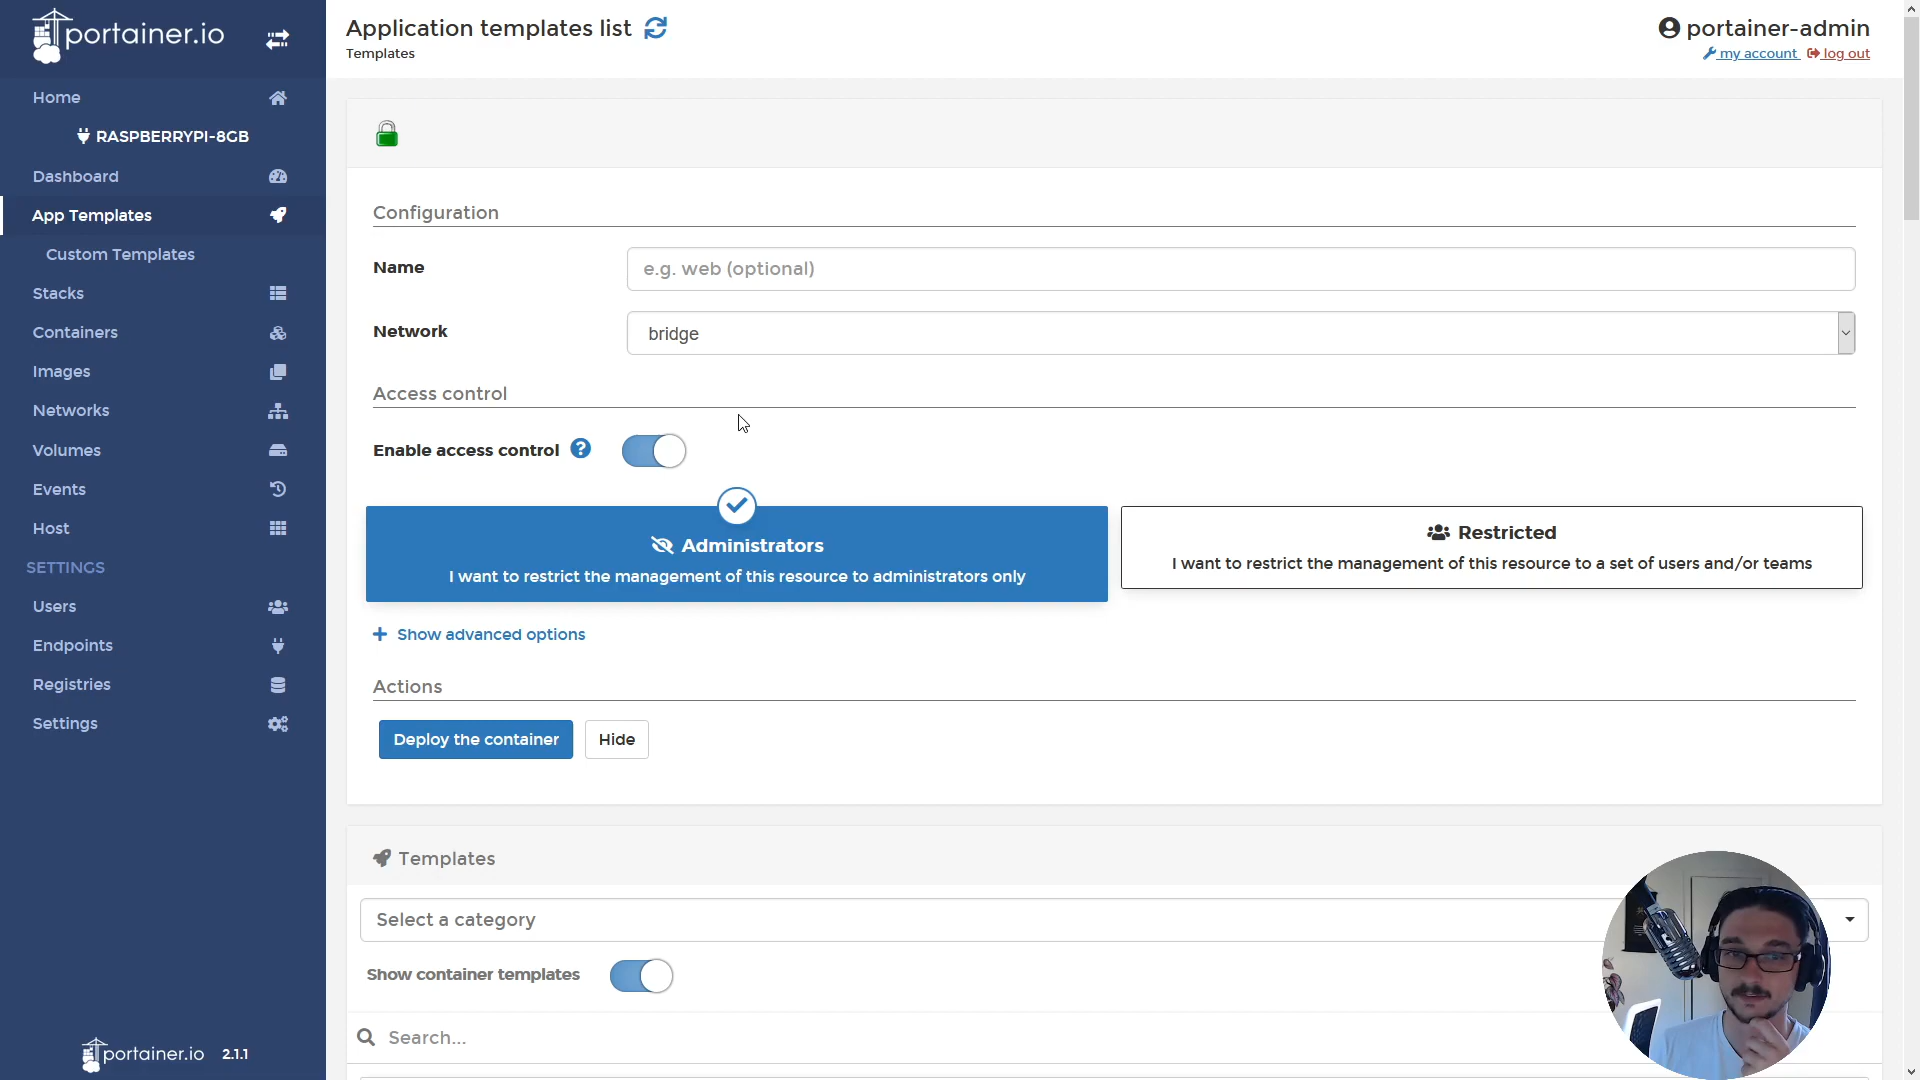 portainer.io
Home
RASPBERRYPI-8GB
Dashboard
App Templates
Custom Templates
Stacks
Containers
Images
Networks
Volumes
Events
Host
SETTINGS
Users
Endpoints
Registries
Settings
portainer.io 2.1.1
Application templates list
Templates
portainer-admin
my account log out
Configuration
Name e.g. web (optional)
Network bridge
Access control
Enable access control ?
Administrators
I want to restrict the management of this resource to administrators only
Restricted
I want to restrict the management of this resource to a set of users and/or teams
+ Show advanced options
Actions
Deploy the container Hide
Templates
Select a category
Show container templates
Search...